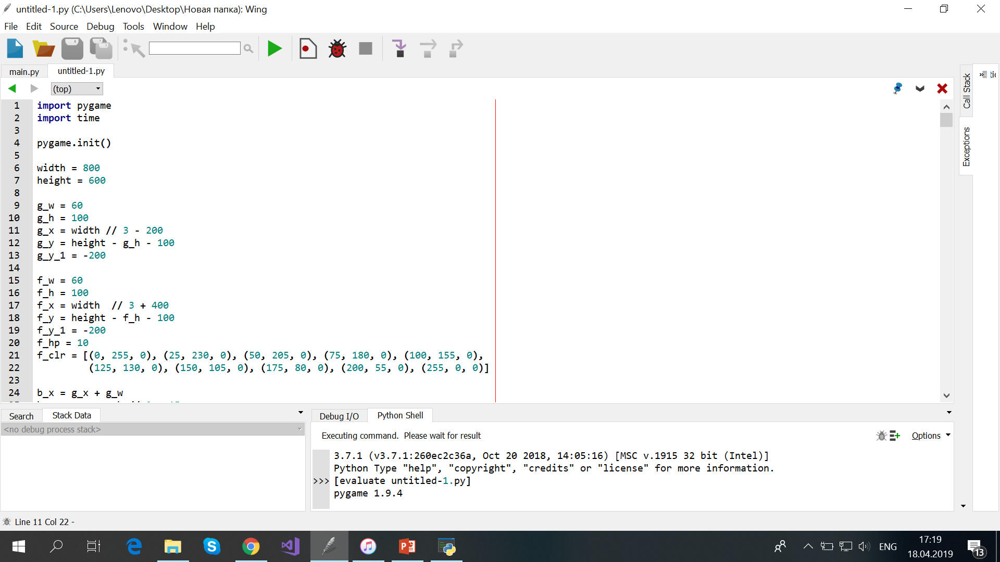 untitled-1.py (C:\Users\Lenovo\Desktop\Новая папка): Wing
File Edit Source Debug Tools Window Help
main.py untitled-1.py
(top)
1 import pygame
2 import time
3
4 pygame.init()
5
6 width = 800
7 height = 600
8
9 g_w = 60
10 g_h = 100
11 g_x = width // 3 - 200
12 g_y = height - g_h - 100
13 g_y_1 = -200
14
15 f_w = 60
16 f_h = 100
17 f_x = width  // 3 + 400
18 f_y = height - f_h - 100
19 f_y_1 = -200
20 f_hp = 10
21 f_clr = [(0, 255, 0), (25, 230, 0), (50, 205, 0), (75, 180, 0), (100, 155, 0),
22 (125, 130, 0), (150, 105, 0), (175, 80, 0), (200, 55, 0), (255, 0, 0)]
23
24 b_x = g_x + g_w
Call Stack
Exceptions
Search Stack Data
<no debug process stack>
Debug I/O Python Shell
Executing command. Please wait for result
Options
3.7.1 (v3.7.1:260ec2c36a, Oct 20 2018, 14:05:16) [MSC v.1915 32 bit (Intel)]
Python Type "help", "copyright", "credits" or "license" for more information.
>>> [evaluate untitled-1.py]
pygame 1.9.4
Line 11 Col 22 -
ENG
17:19
18.04.2019
13